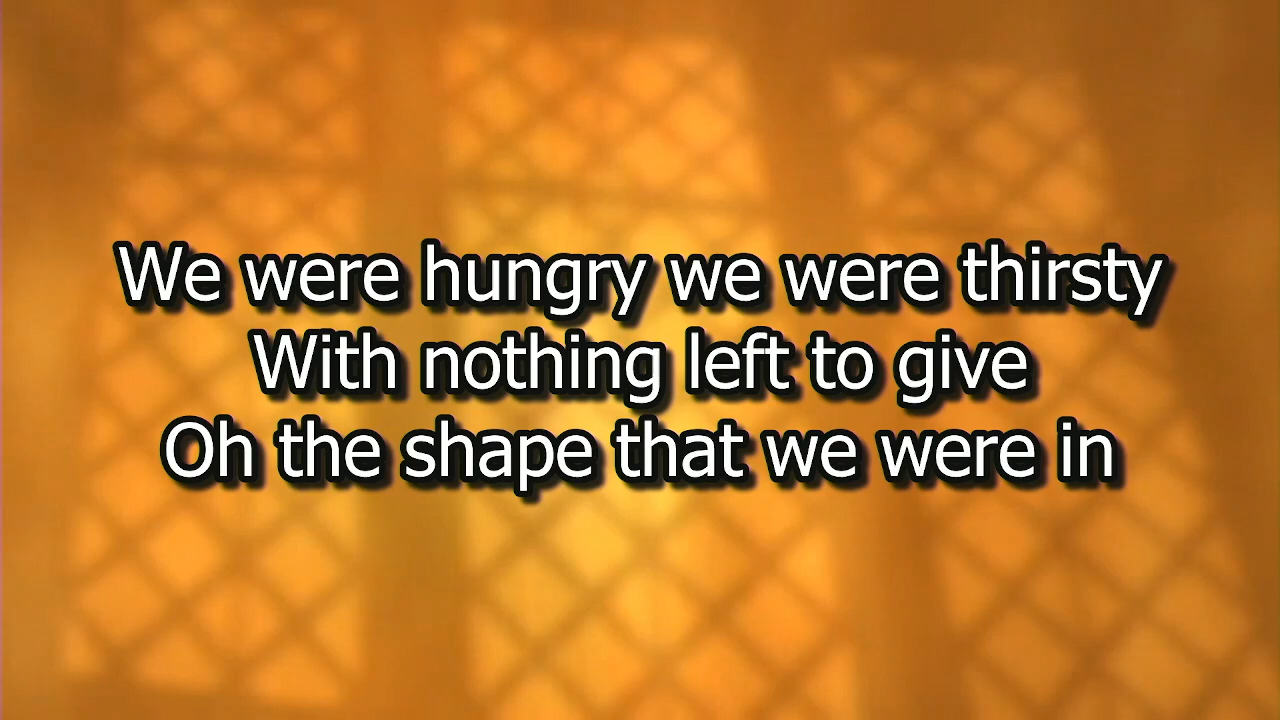 We were hungry we were thirsty
With nothing left to give
Oh the shape that we were in